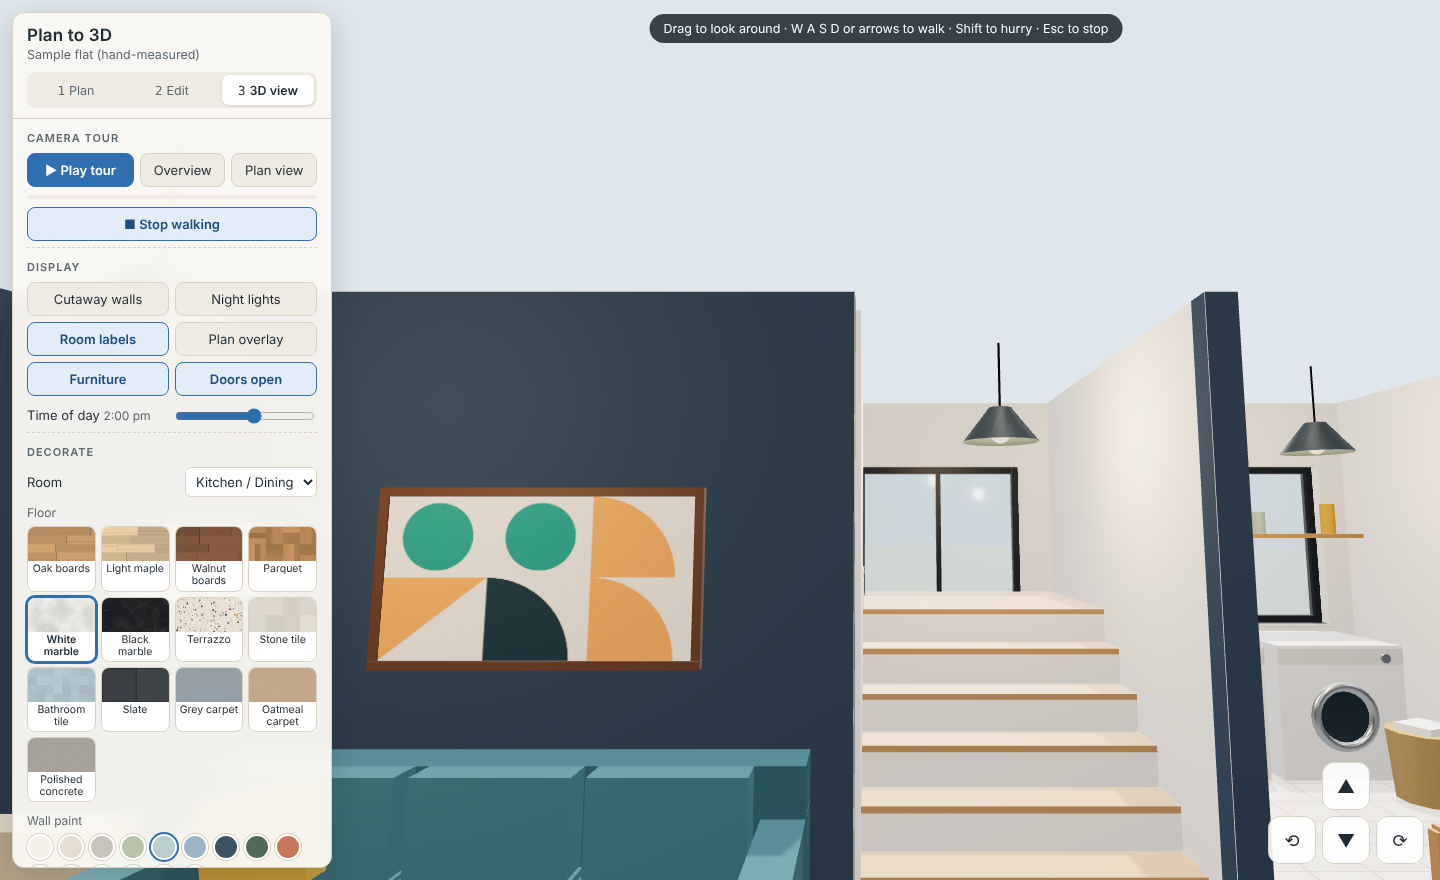 Plan to 3D
Sample flat (hand-measured)
1 Plan
2 Edit
3 3D view
CAMERA TOUR
▶ Play tour
Overview
Plan view
■ Stop walking
DISPLAY
Cutaway walls
Night lights
Room labels
Plan overlay
Furniture
Doors open
Time of day 2:00 pm
DECORATE
Room
Kitchen / Dining
Floor
Oak boards
Light maple
Walnut
boards
Parquet
White
marble
Black
marble
Terrazzo
Stone tile
Bathroom
tile
Slate
Grey carpet
Oatmeal
carpet
Polished
concrete
Wall paint
Drag to look around · W A S D or arrows to walk · Shift to hurry · Esc to stop